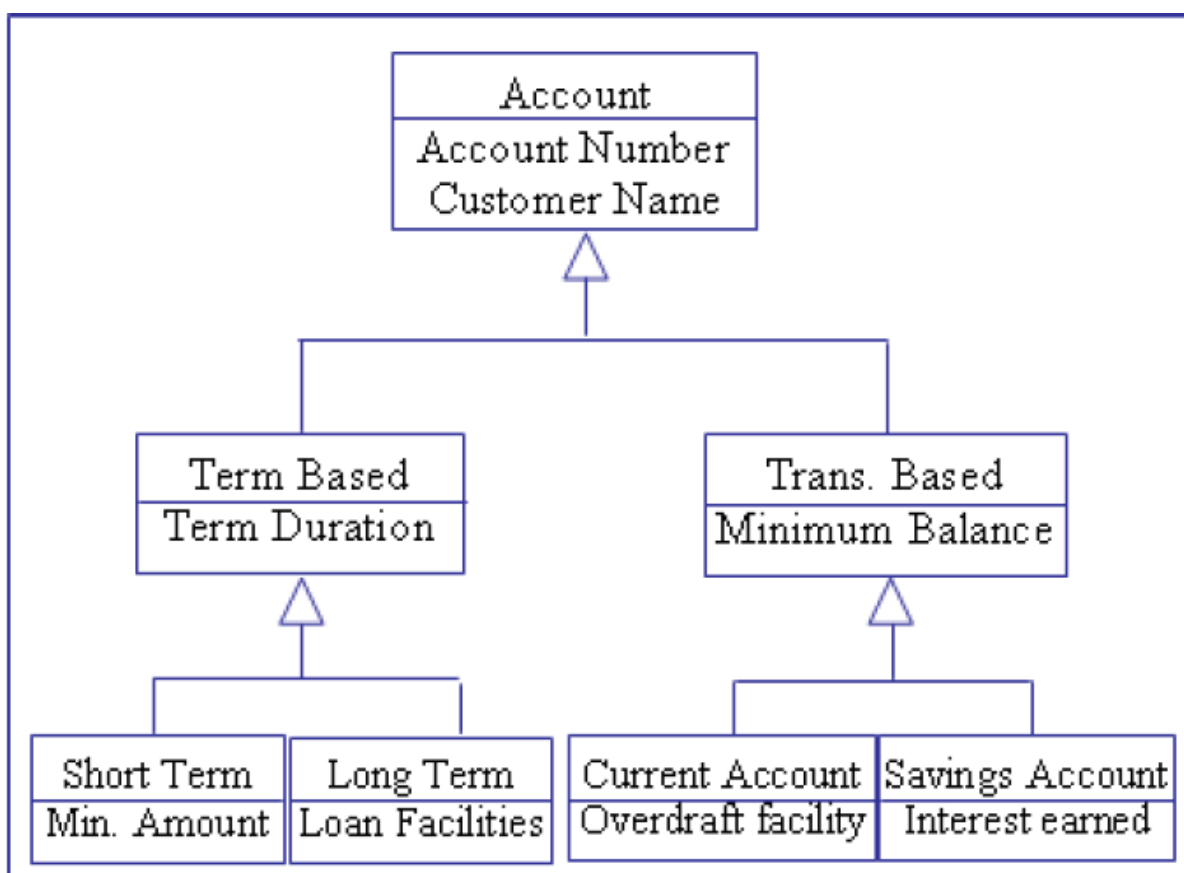 Account
Account Number
Customer Name
Term Based
Term Duration
Trans. Based
Minimum Balance
Short Term
Min. Amount
Long Term
Loan Facilities
Current Account
Overdraft facility
Savings Account
Interest earned